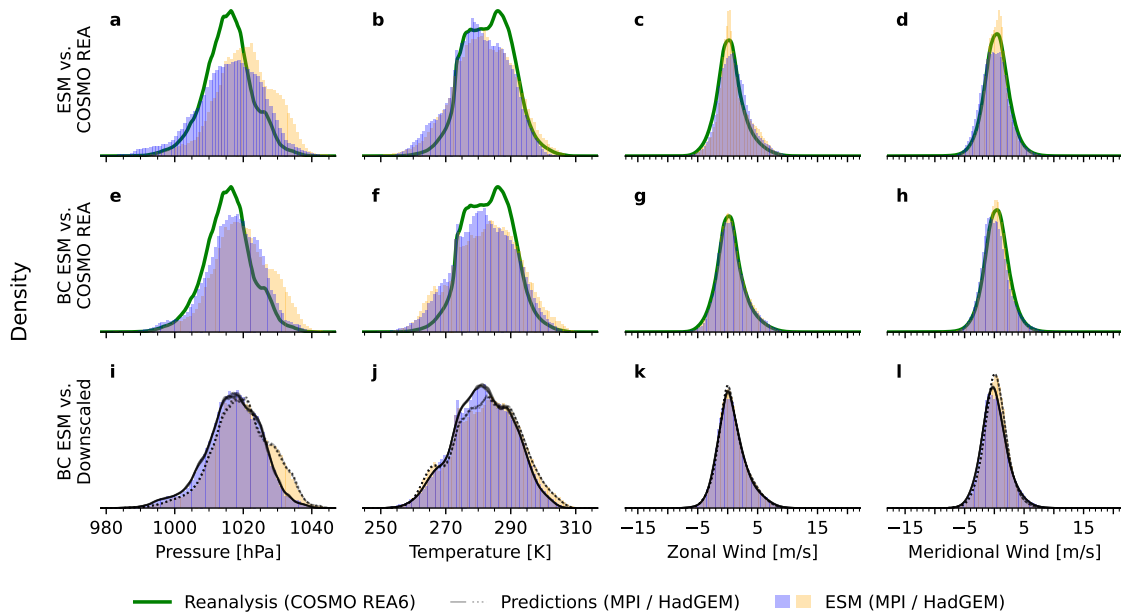 a b c d
ESM vs.
COSMO REA
e f g h
BC ESM vs.
COSMO REA
Density
i j k l
BC ESM vs.
Downscaled
980 1000 1020 1040 250 270 290 310 −15 −5 5 15 −15 −5 5 15
Pressure [hPa] Temperature [K] Zonal Wind [m/s] Meridional Wind [m/s]
Reanalysis (COSMO REA6) Predictions (MPI / HadGEM) ESM (MPI / HadGEM)